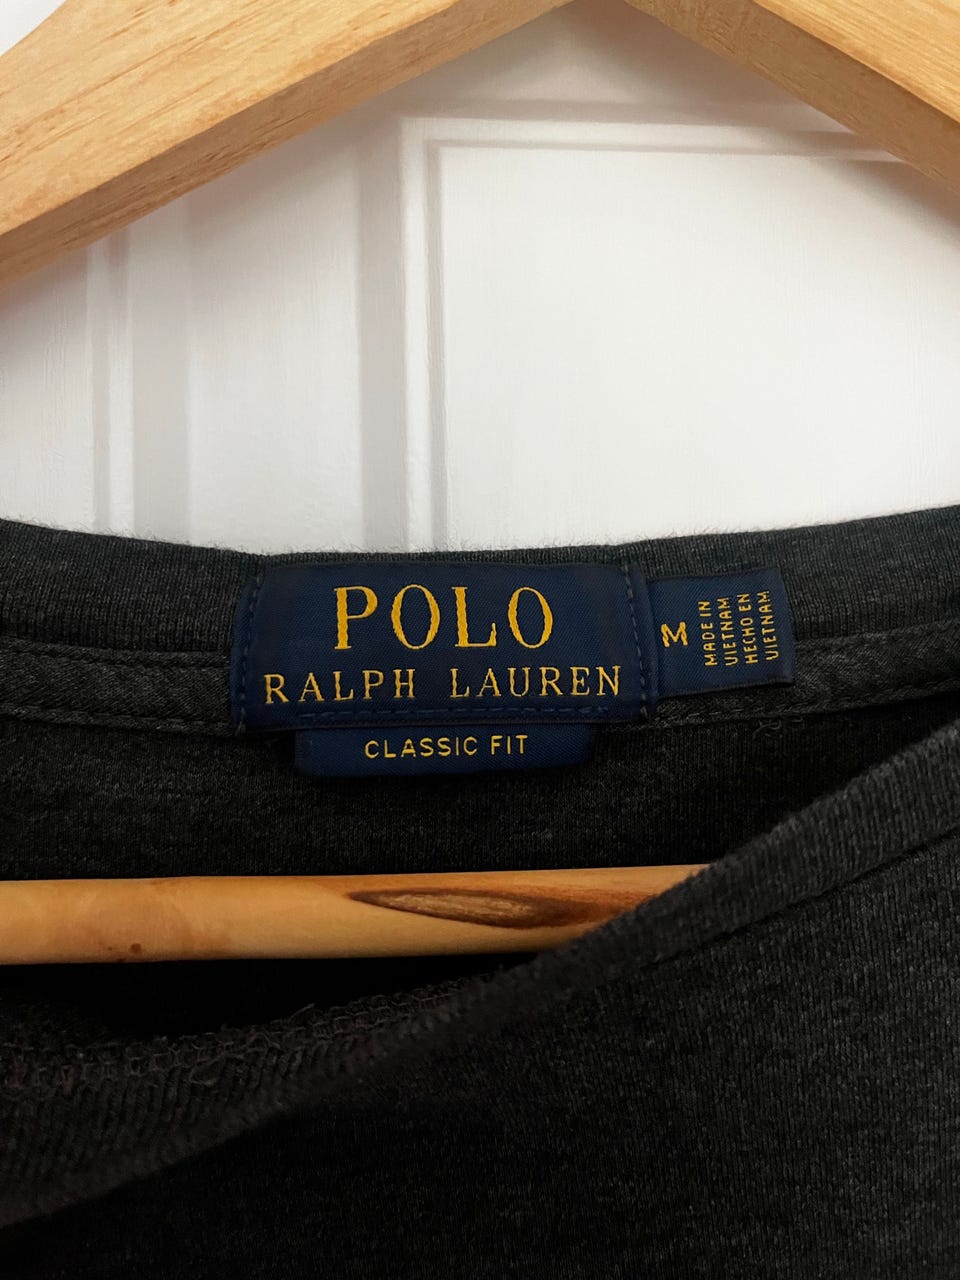 POLO
RALPH LAUREN
CLASSIC FIT
M
MADE IN
VIETNAM
HECHO EN
VIETNAM